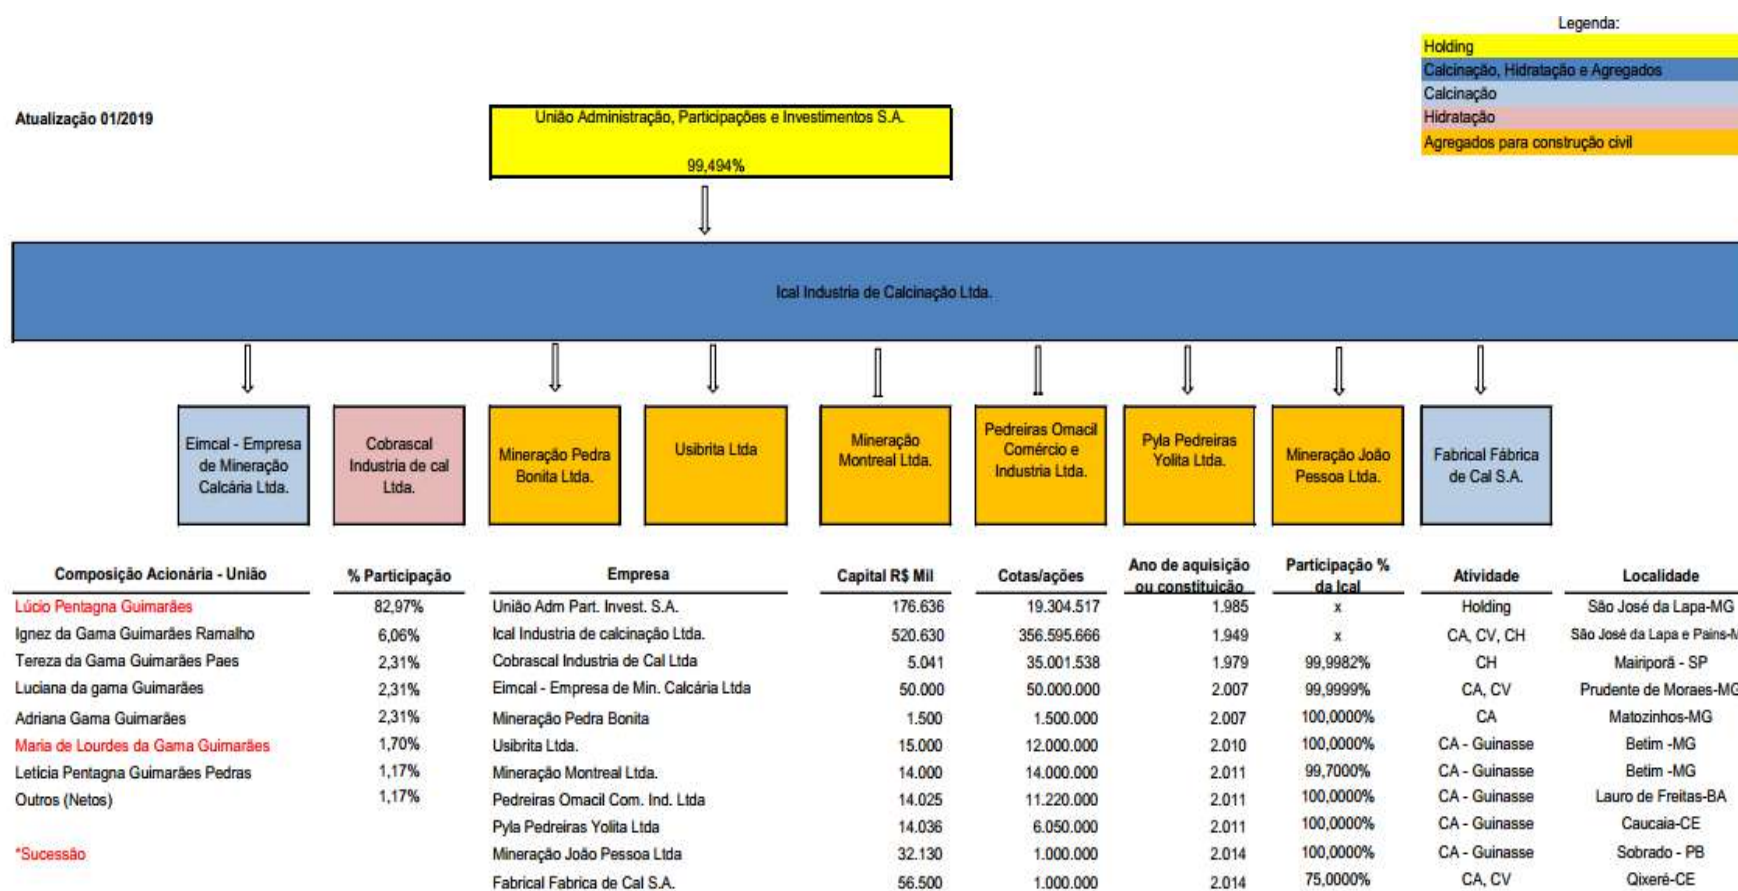 Legenda:
Holding
Calcinação, Hidratação e Agregados
Calcinação
Hidratação
Agregados para construção civil
Atualização 01/2019
União Administração, Participações e Investimentos S.A.
99,494%
Ical Industria de Calcinação Ltda.
Eimcal - Empresa
de Mineração
Calcária Ltda.
Cobrascal
Industria de cal
Ltda.
Mineração Pedra
Bonita Ltda.
Usibrita Ltda
Mineração
Montreal Ltda.
Pedreiras Omacil
Comércio e
Industria Ltda.
Pyla Pedreiras
Yolita Ltda.
Mineração João
Pessoa Ltda.
Fabrical Fábrica
de Cal S.A.
Composição Acionária - União % Participação
Lúcio Pentagna Guimarães 82,97%
Ignez da Gama Guimarães Ramalho 6,06%
Tereza da Gama Guimarães Paes 2,31%
Luciana da gama Guimarães 2,31%
Adriana Gama Guimarães 2,31%
Maria de Lourdes da Gama Guimarães 1,70%
Letícia Pentagna Guimarães Pedras 1,17%
Outros (Netos) 1,17%
*Sucessão
Empresa Capital R$ Mil Cotas/ações Ano de aquisição ou constituição Participação % da Ical Atividade Localidade
União Adm Part. Invest. S.A. 176.636 19.304.517 1.985 x Holding São José da Lapa-MG
Ical Industria de calcinação Ltda. 520.630 356.595.666 1.949 x CA, CV, CH São José da Lapa e Pains-M
Cobrascal Industria de Cal Ltda 5.041 35.001.538 1.979 99,9982% CH Mairiporã - SP
Eimcal - Empresa de Min. Calcária Ltda 50.000 50.000.000 2.007 99,9999% CA, CV Prudente de Moraes-MG
Mineração Pedra Bonita 1.500 1.500.000 2.007 100,0000% CA Matozinhos-MG
Usibrita Ltda. 15.000 12.000.000 2.010 100,0000% CA - Guinasse Betim -MG
Mineração Montreal Ltda. 14.000 14.000.000 2.011 99,7000% CA - Guinasse Betim -MG
Pedreiras Omacil Com. Ind. Ltda 14.025 11.220.000 2.011 100,0000% CA - Guinasse Lauro de Freitas-BA
Pyla Pedreiras Yolita Ltda 14.036 6.050.000 2.011 100,0000% CA - Guinasse Caucaia-CE
Mineração João Pessoa Ltda 32.130 1.000.000 2.014 100,0000% CA - Guinasse Sobrado - PB
Fabrical Fabrica de Cal S.A. 56.500 1.000.000 2.014 75,0000% CA, CV Qixeré-CE